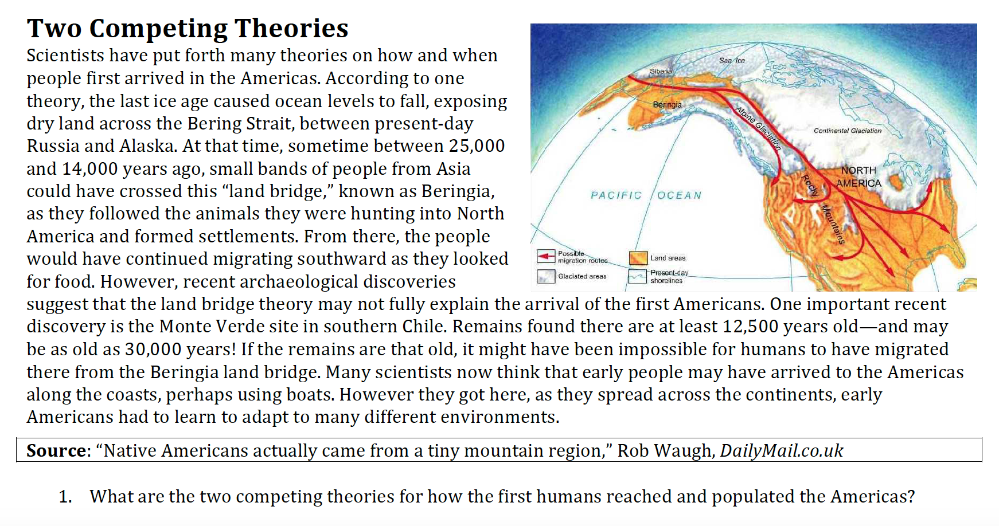 Two Competing Theories
Scientists have put forth many theories on how and when
people first arrived in the Americas. According to one
theory, the last ice age caused ocean levels to fall, exposing
dry land across the Bering Strait, between present-day
Russia and Alaska. At that time, sometime between 25,000
and 14,000 years ago, small bands of people from Asia
could have crossed this “land bridge,” known as Beringia,
as they followed the animals they were hunting into North
America and formed settlements. From there, the people
would have continued migrating southward as they looked
for food. However, recent archaeological discoveries
suggest that the land bridge theory may not fully explain the arrival of the first Americans. One important recent
discovery is the Monte Verde site in southern Chile. Remains found there are at least 12,500 years old—and may
be as old as 30,000 years! If the remains are that old, it might have been impossible for humans to have migrated
there from the Beringia land bridge. Many scientists now think that early people may have arrived to the Americas
along the coasts, perhaps using boats. However they got here, as they spread across the continents, early
Americans had to learn to adapt to many different environments.
Sea Ice
Siberia
Beringia
Alpine Glaciation
Continental Glaciation
NORTH
AMERICA
Rocky Mountains
PACIFIC OCEAN
Possible
migration routes
Land areas
Glaciated areas
Present-day
shorelines
Source: “Native Americans actually came from a tiny mountain region,” Rob Waugh, DailyMail.co.uk
1. What are the two competing theories for how the first humans reached and populated the Americas?